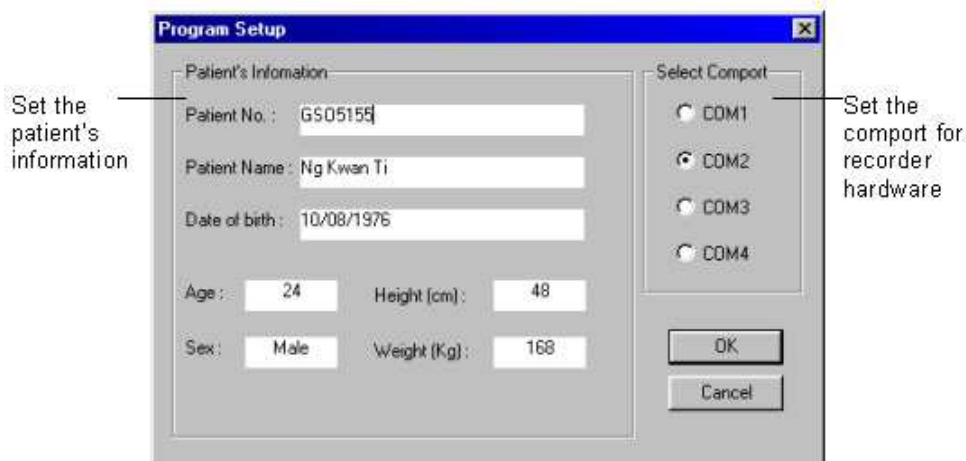 Program Setup
Patient's Infomation
Select Comport
Set the
patient's
information
Patient No. :
GS05155
COM1
Set the
comport for
recorder
hardware
Patient Name :
Ng Kwan Ti
COM2
Date of birth :
10/08/1976
COM3
COM4
Age :
24
Height (cm) :
48
Sex :
Male
Weight (Kg) :
168
OK
Cancel